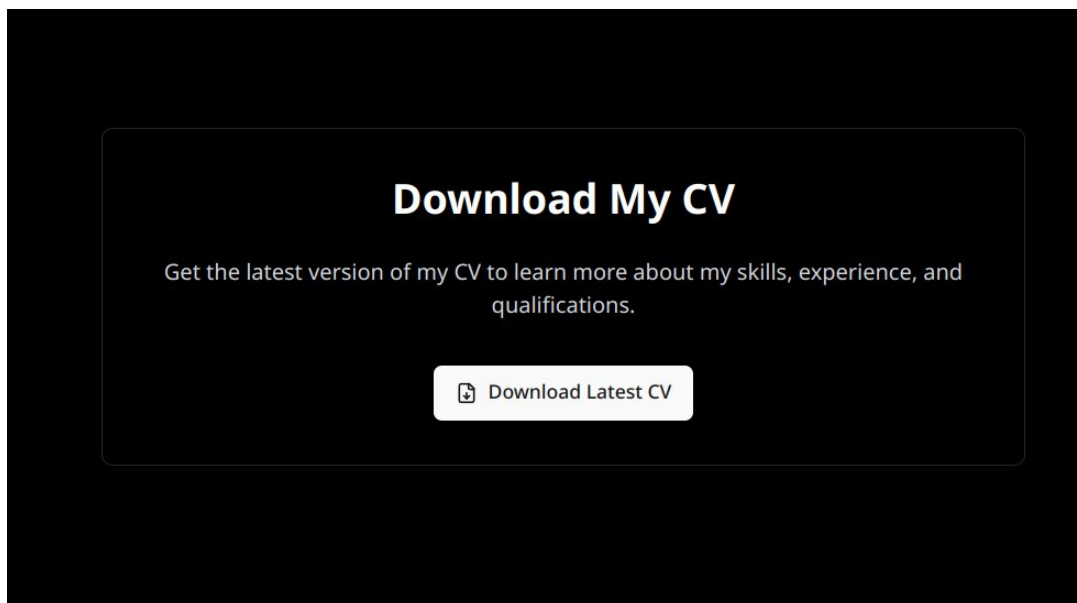 Download My CV
Get the latest version of my CV to learn more about my skills, experience, and
qualifications.
Download Latest CV